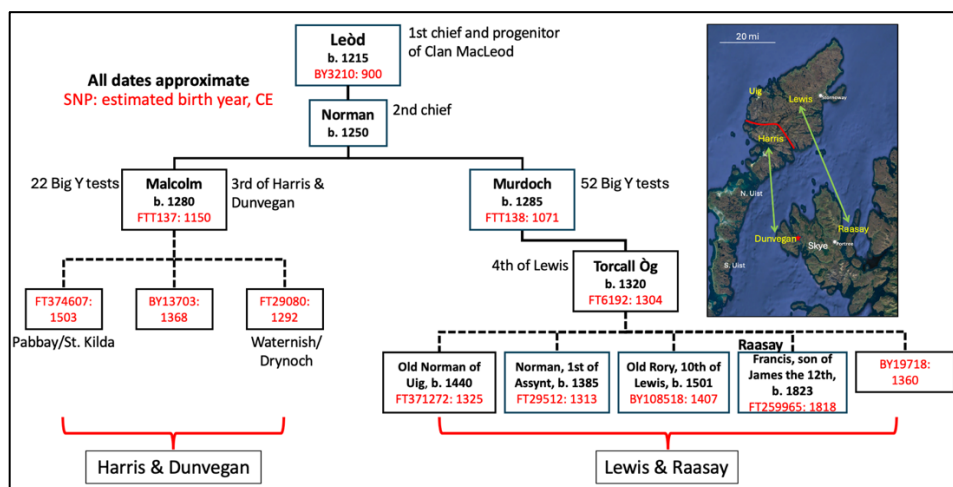 Leòd
b. 1215
BY3210: 900
1st chief and progenitor
of Clan MacLeod
All dates approximate
SNP: estimated birth year, CE
Norman
b. 1250
2nd chief
22 Big Y tests
Malcolm
b. 1280
FTT137: 1150
3rd of Harris &
Dunvegan
Murdoch
b. 1285
FTT138: 1071
52 Big Y tests
4th of Lewis
Torcall Òg
b. 1320
FT6192: 1304
FT374607:
1503
Pabbay/St. Kilda
BY13703:
1368
FT29080:
1292
Waternish/
Drynoch
Old Norman of
Uig, b. 1440
FT371272: 1325
Norman, 1st of
Assynt, b. 1385
FT29512: 1313
Old Rory, 10th of
Lewis, b. 1501
BY108518: 1407
Raasay
Francis, son of
James the 12th,
b. 1823
FT259965: 1818
BY19718:
1360
Harris & Dunvegan
Lewis & Raasay
20 mi
Uig
Lewis
Stornoway
Harris
N. Uist
Dunvegan
Raasay
Skye
Portree
S. Uist